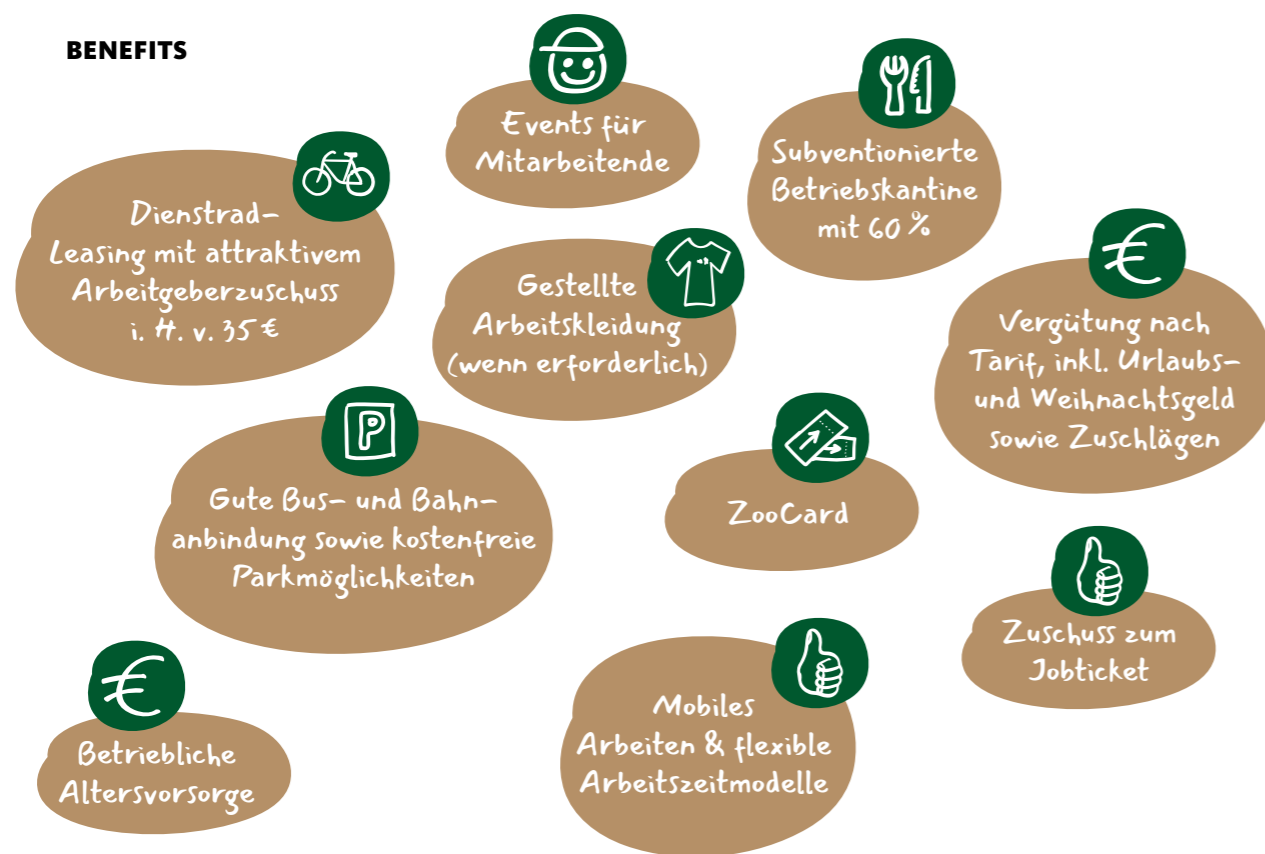 BENEFITS
Events für
Mitarbeitende
Subventionierte
Betriebskantine
mit 60 %
Dienstrad-
Leasing mit attraktivem
Arbeitgeberzuschuss
i. H. v. 35 €
Gestellte
Arbeitskleidung
(wenn erforderlich)
€
Vergütung nach
Tarif, inkl. Urlaubs-
und Weihnachtsgeld
sowie Zuschlägen
P
Gute Bus- und Bahn-
anbindung sowie kostenfreie
Parkmöglichkeiten
ZooCard
Zuschuss zum
Jobticket
€
Betriebliche
Altersvorsorge
Mobiles
Arbeiten & flexible
Arbeitszeitmodelle